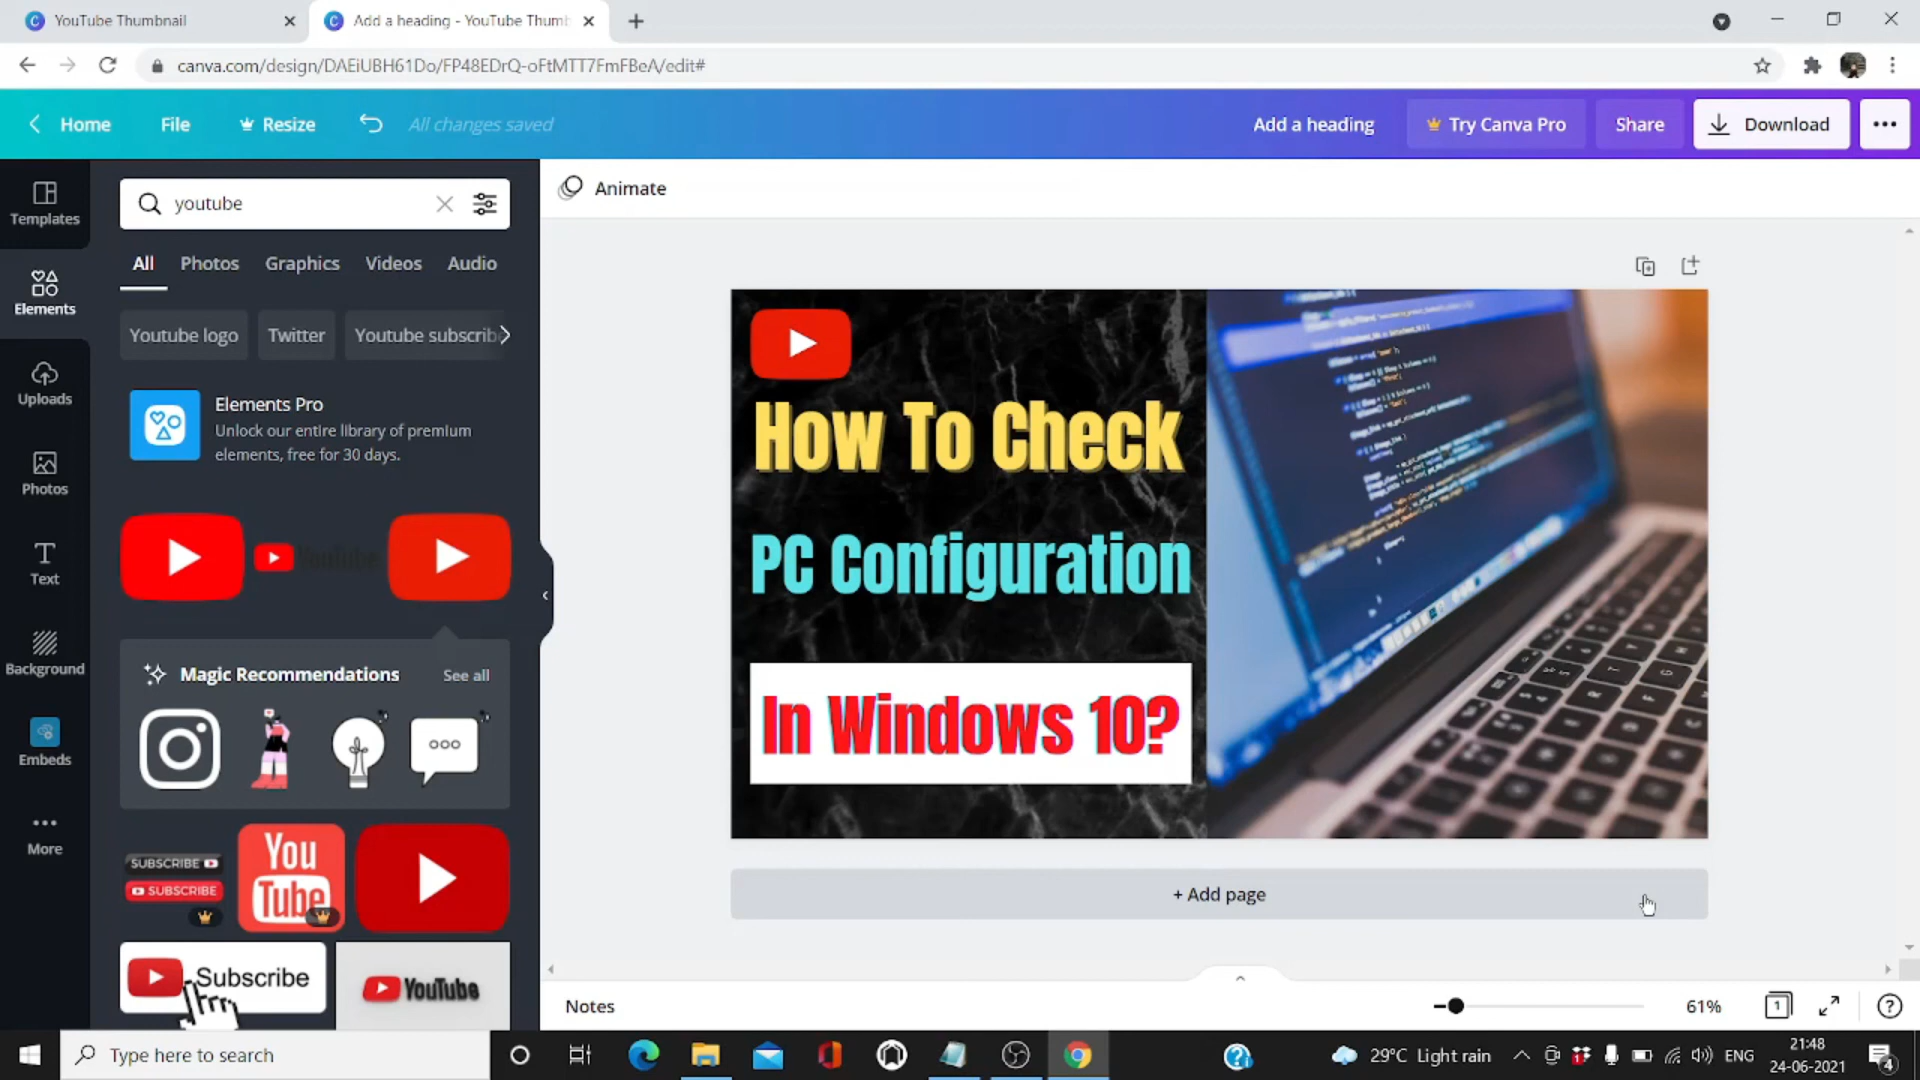 YouTube Thumbnail
Add a heading - YouTube Thumb
canva.com/design/DAEiUBH61Do/FP48EDrQ-oFtMTT7FmFBeA/edit#
Home
File
Resize
All changes saved
Add a heading
Try Canva Pro
Share
Download
Templates
Elements
Uploads
Photos
Text
Background
Embeds
More
youtube
All
Photos
Graphics
Videos
Audio
Youtube logo
Twitter
Youtube subscrib
Elements Pro
Unlock our entire library of premium
elements, free for 30 days.
YouTube
Magic Recommendations
See all
SUBSCRIBE
SUBSCRIBE
You
Tube
Subscribe
YouTube
Animate
How To Check
PC Configuration
In Windows 10?
+ Add page
Notes
61%
1
Type here to search
29°C Light rain
ENG
21:48
24-06-2021
4